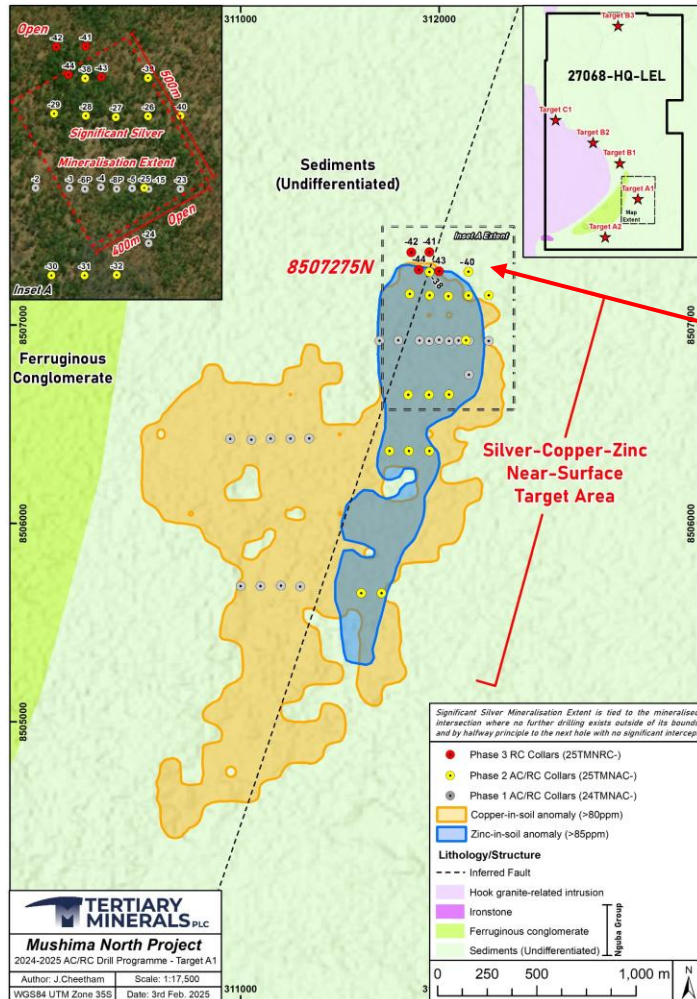 311000
312000
Open
-42
-41
-44
-38
-43
-34
500m
-29
-28
-27
-26
-40
Significant Silver
Mineralisation Extent
-2
-3
-6P
-4
-8P
-5
-25
-15
-23
400m
Open
-24
-30
-31
-32
Inset A
Target B3
27068-HQ-LEL
Target C1
Target B2
Target B1
Target A1
Map
Extent
Target A2
Sediments
(Undifferentiated)
Inset A Extent
-42
-41
-44
-43
-40
-38
8507275N
8507000
8507000
Ferruginous
Conglomerate
Silver-Copper-Zinc
Near-Surface
Target Area
8506000
8506000
8505000
Significant Silver Mineralisation Extent is tied to the mineralised
intersection where no further drilling exists outside of its bound
and by halfway principle to the next hole with no significant intercep
Phase 3 RC Collars (25TMNRC-)
Phase 2 AC/RC Collars (25TMNAC-)
Phase 1 AC/RC Collars (24TMNAC-)
Copper-in-soil anomaly (>80ppm)
Zinc-in-soil anomaly (>85ppm)
Lithology/Structure
Inferred Fault
Hook granite-related intrusion
Ironstone
Ferruginous conglomerate
Sediments (Undifferentiated)
Nguba Group
TERTIARY
MINERALS PLC
Mushima North Project
2024-2025 AC/RC Drill Programme - Target A1
Author: J.Cheetham
Scale: 1:17,500
WGS84 UTM Zone 35S
Date: 3rd Feb. 2025
311000
3
0 250 500 1,000 m
N